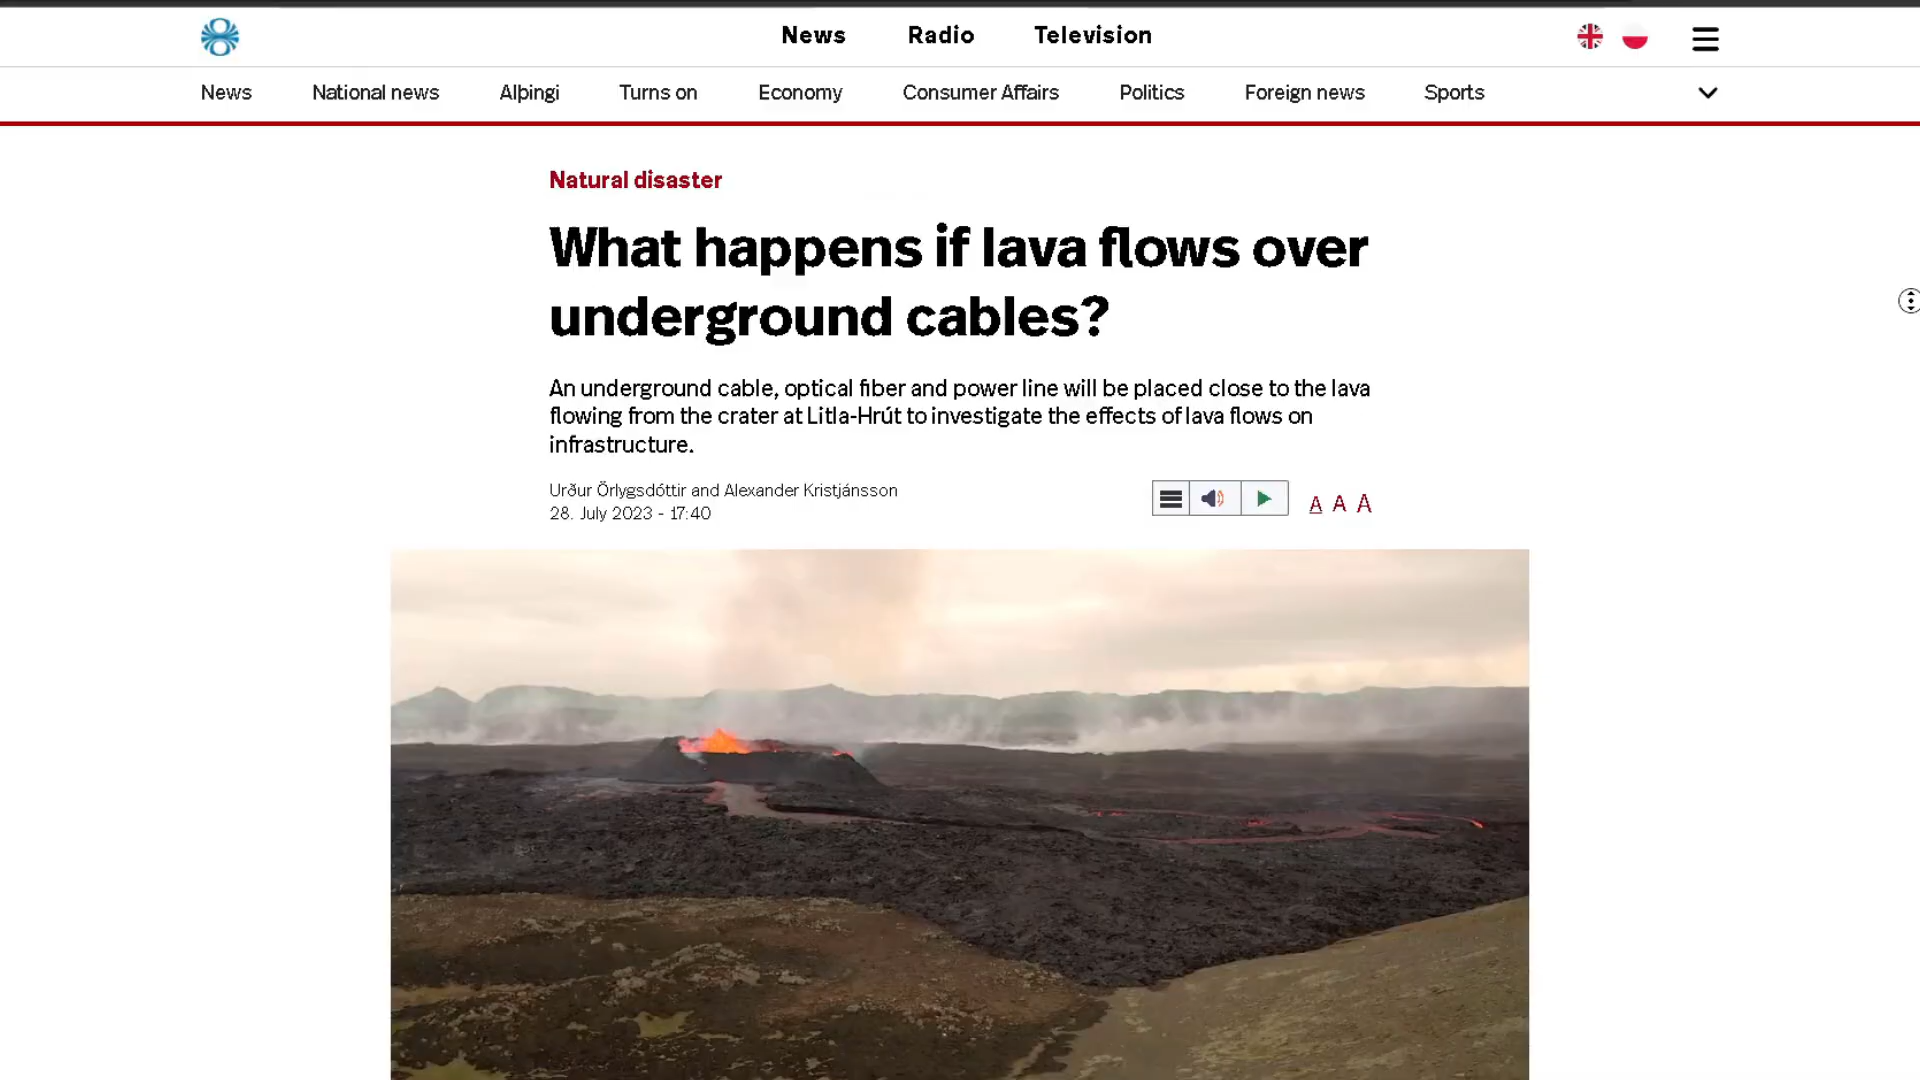 News Radio Television
News National news Alþingi Turns on Economy Consumer Affairs Politics Foreign news Sports
Natural disaster
What happens if lava flows over
underground cables?
An underground cable, optical fiber and power line will be placed close to the lava
flowing from the crater at Litla-Hrút to investigate the effects of lava flows on
infrastructure.
Urður Örlygsdóttir and Alexander Kristjánsson
28. July 2023 - 17:40
A A A